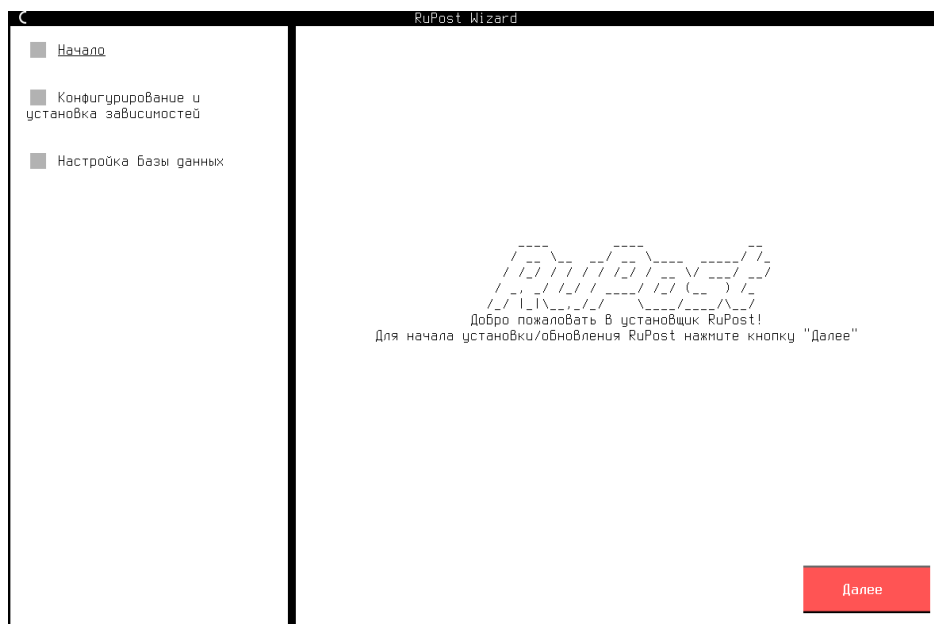 RuPost Wizard
Начало
Конфигурирование и
установка зависимостей
Настройка базы данных
RuPost
Добро пожаловать в установщик RuPost!
Для начала установки/обновления RuPost нажмите кнопку "Далее"
Далее